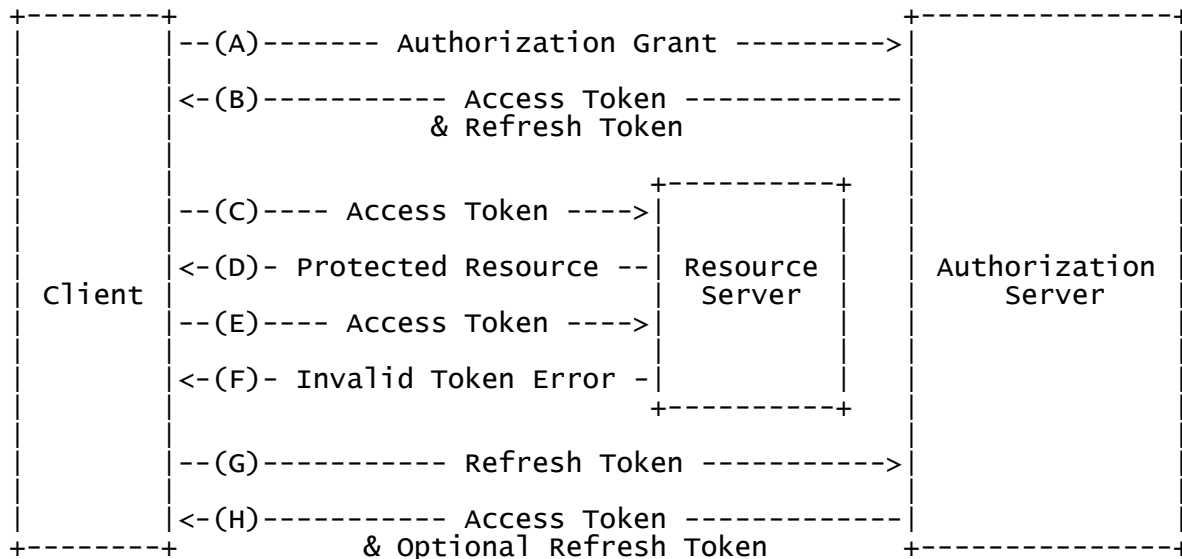 +--------+                                           +---------------+
|        |--(A)------- Authorization Grant --------->|               |
|        |                                           |               |
|        |<-(B)----------- Access Token -------------|               |
|        |               & Refresh Token             |               |
|        |                                           |               |
|        |                            +----------+   |               |
|        |--(C)---- Access Token ---->|          |   |               |
|        |                            |          |   |               |
|        |<-(D)- Protected Resource --| Resource |   | Authorization |
| Client |                            |  Server  |   |     Server    |
|        |--(E)---- Access Token ---->|          |   |               |
|        |                            |          |   |               |
|        |<-(F)- Invalid Token Error -|          |   |               |
|        |                            +----------+   |               |
|        |                                           |               |
|        |--(G)----------- Refresh Token ----------->|               |
|        |                                           |               |
|        |<-(H)----------- Access Token -------------|               |
+--------+           & Optional Refresh Token        +---------------+